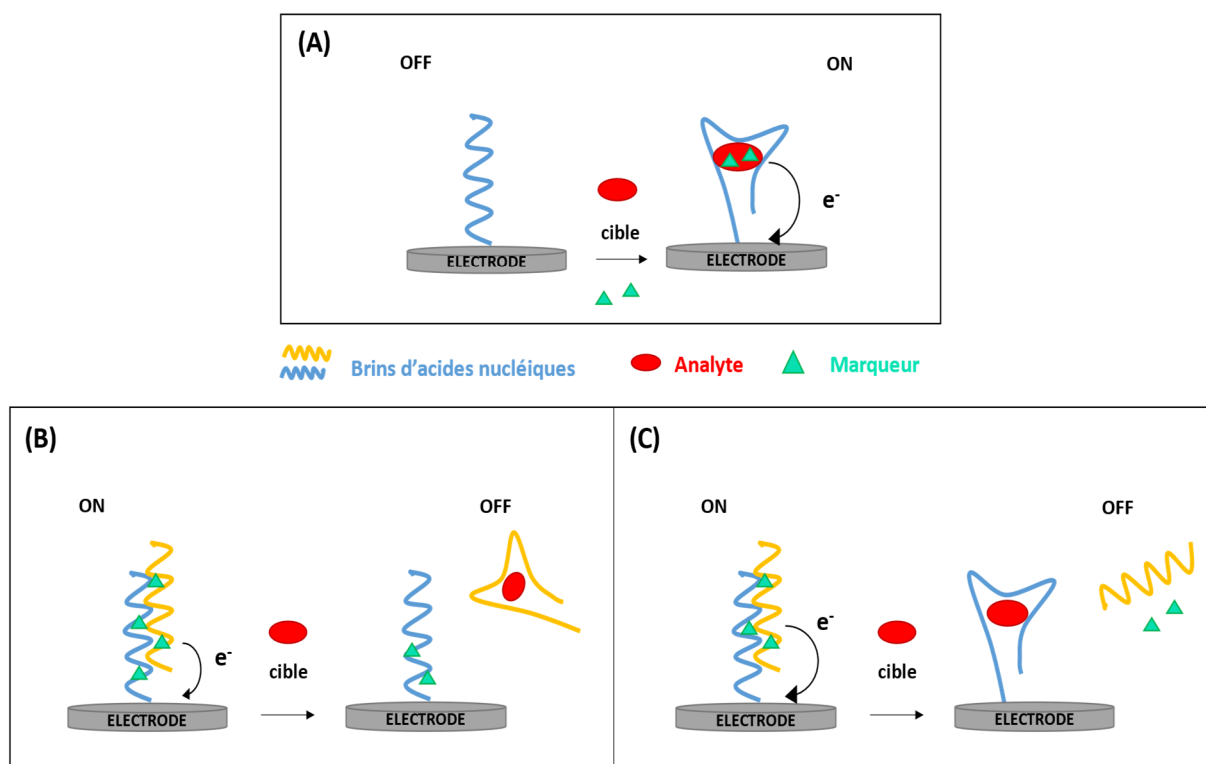 (A)
OFF
ON
e-
cible
ELECTRODE
ELECTRODE
Brins d’acides nucléiques
Analyte
Marqueur
(B)
ON
OFF
e-
cible
ELECTRODE
ELECTRODE
(C)
ON
OFF
e-
cible
ELECTRODE
ELECTRODE